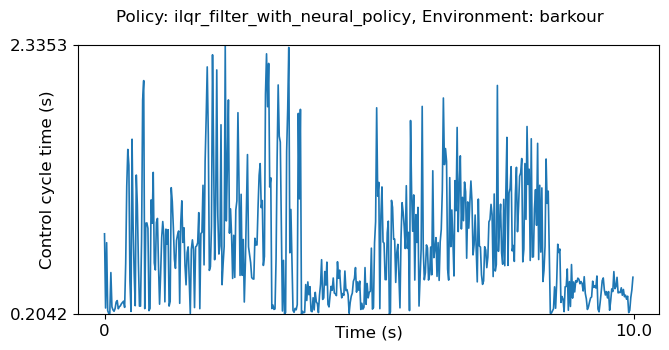 Policy: ilqr_filter_with_neural_policy, Environment: barkour
2.3353
Control cycle time (s)
0.2042
0
Time (s)
10.0